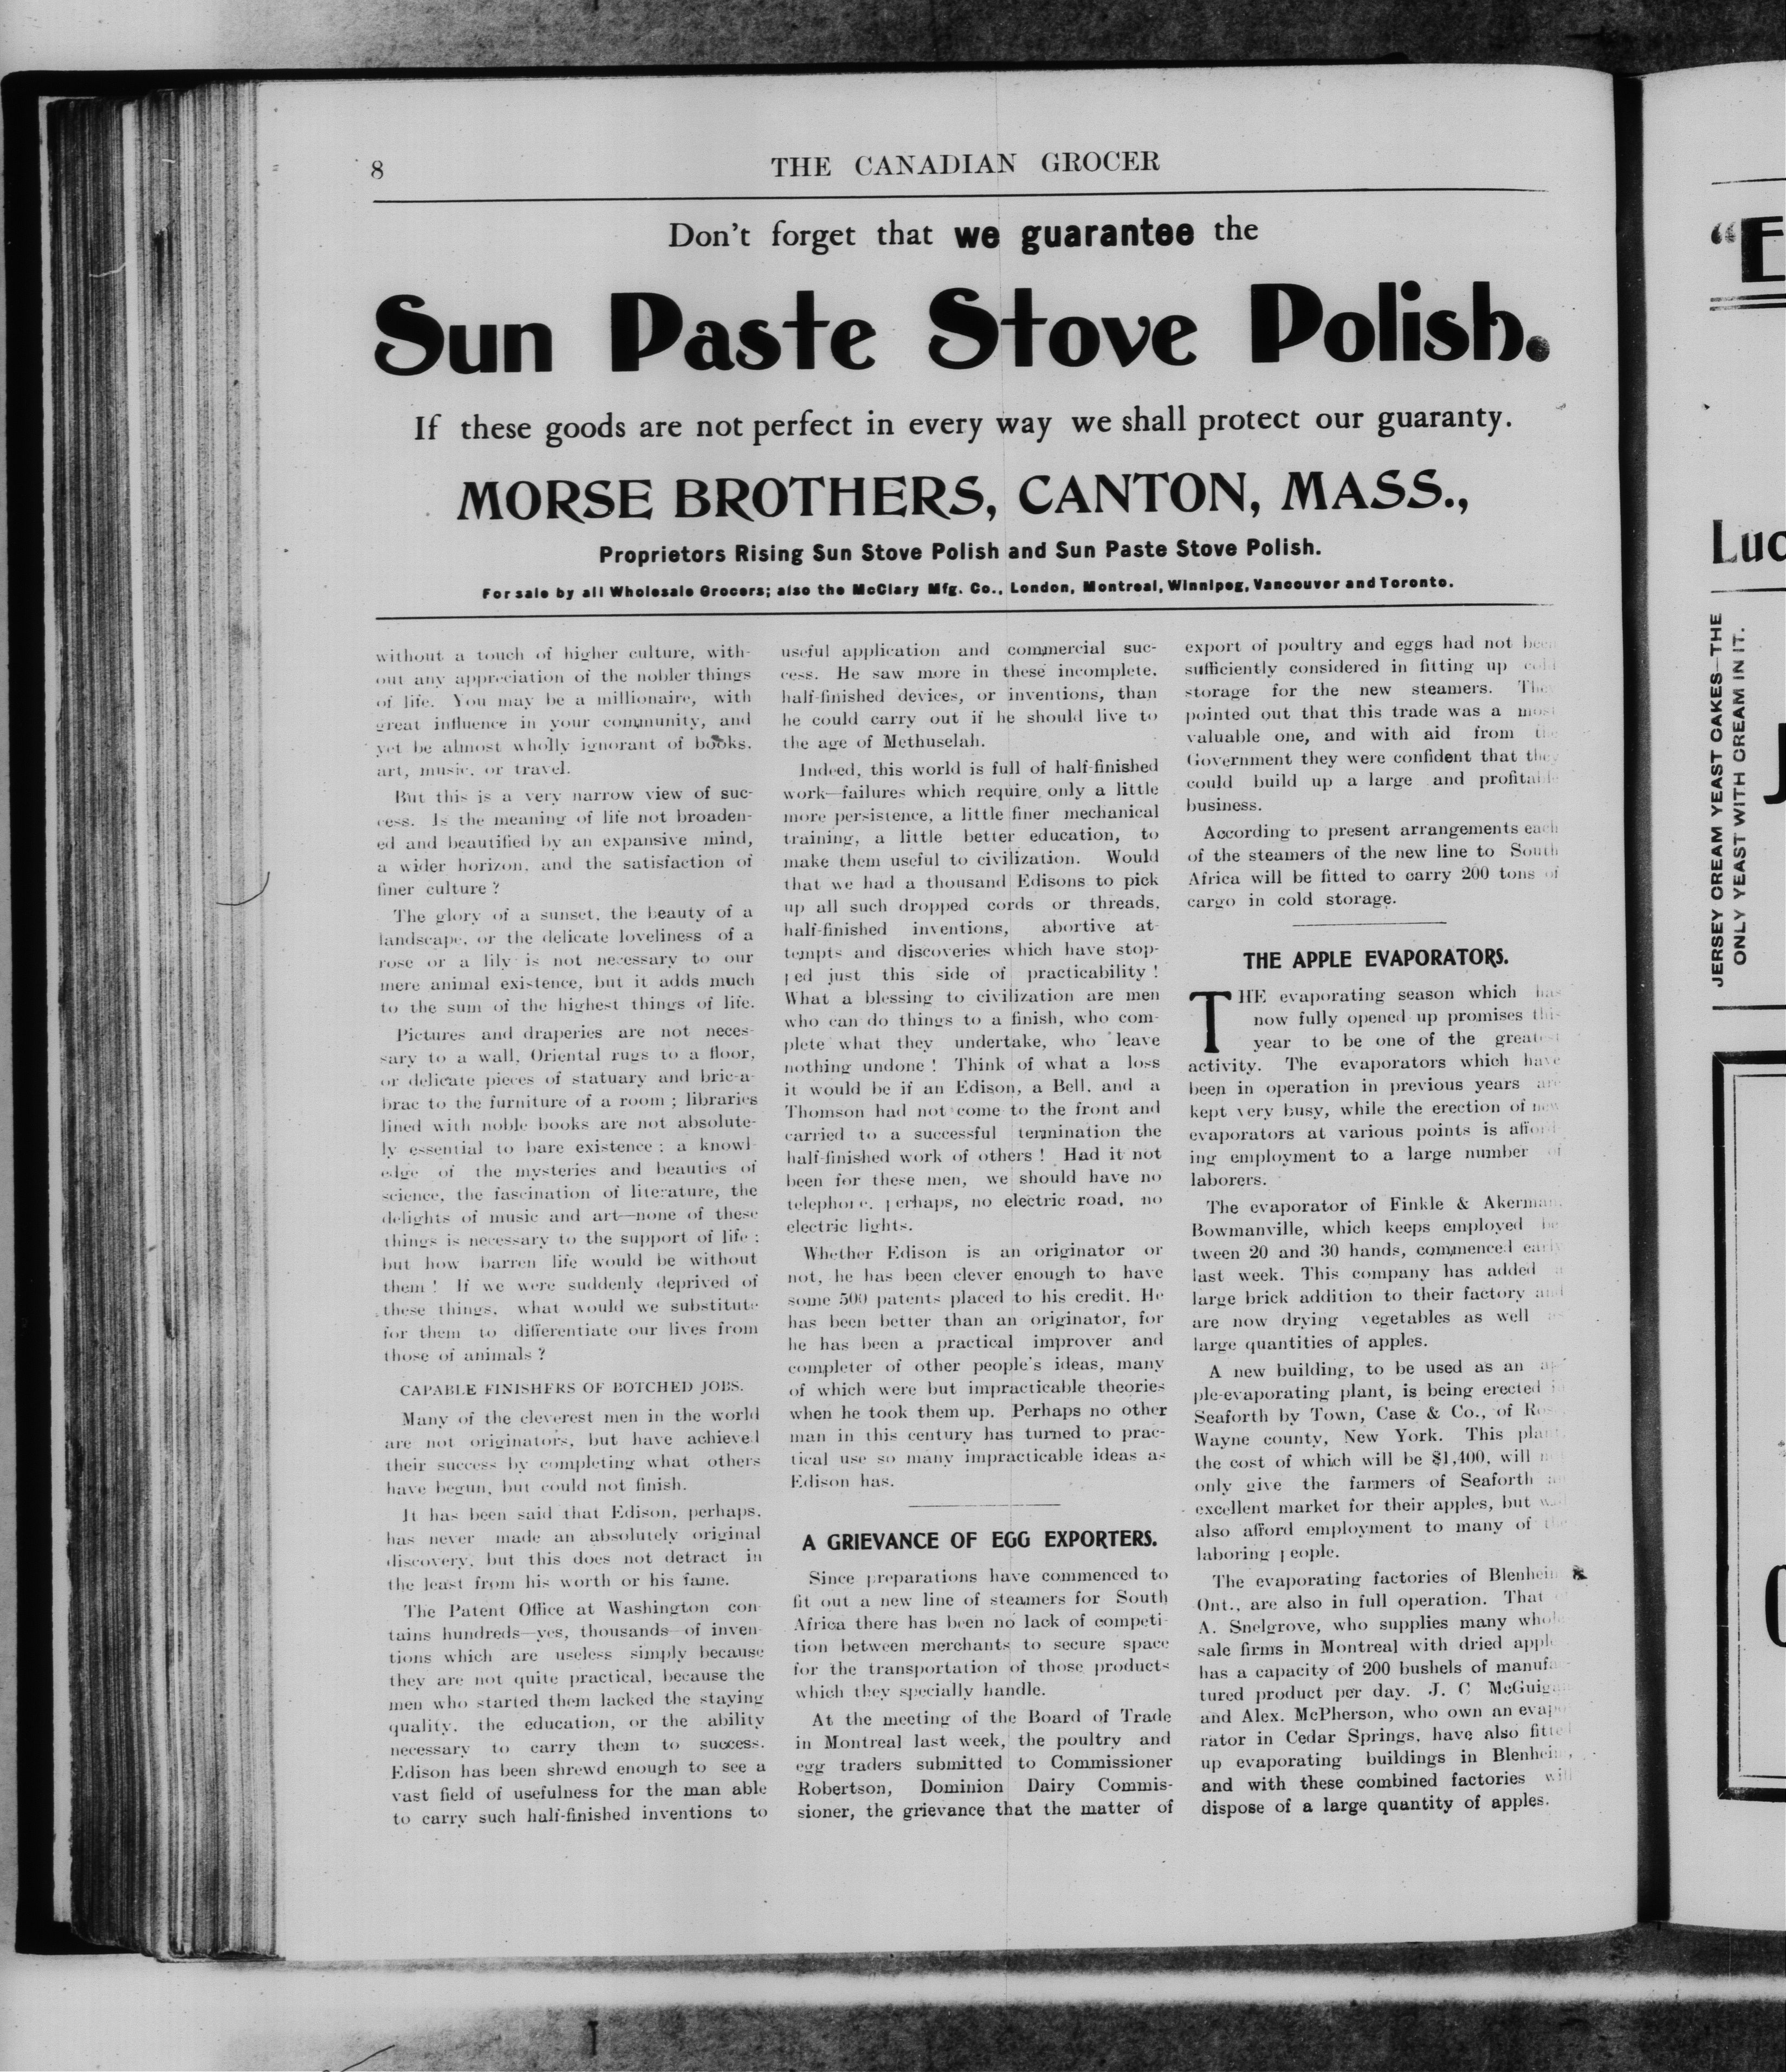 8
THE CANADIAN GROCER
Don't forget that we guarantee the
Sun Paste Stove Polish.
If these goods are not perfect in every way we shall protect our guaranty.
MORSE BROTHERS, CANTON, MASS.,
Proprietors Rising Sun Stove Polish and Sun Paste Stove Polish.
For sale by all Wholesale Grocers; also the McClary Mfg. Co., London, Montreal, Winnipeg, Vancouver and Toronto.
without a touch of higher culture, with-
out any appreciation of the nobler things
of life. You may be a millionaire, with
great influence in your community, and
yet be almost wholly ignorant of books,
art, music, or travel.
But this is a very narrow view of suc-
cess. Is the meaning of life not broaden-
ed and beautified by an expansive mind,
a wider horizon, and the satisfaction of
finer culture ?
The glory of a sunset, the beauty of a
landscape, or the delicate loveliness of a
rose or a lily is not necessary to our
mere animal existence, but it adds much
to the sum of the highest things of life.
Pictures and draperies are not neces-
sary to a wall, Oriental rugs to a floor,
or delicate pieces of statuary and bric-a-
brac to the furniture of a room ; libraries
lined with noble books are not absolute-
ly essential to bare existence ; a knowl-
edge of the mysteries and beauties of
science, the fascination of literature, the
delights of music and art—none of these
things is necessary to the support of life ;
but how barren life would be without
them ! If we were suddenly deprived of
these things, what would we substitute
for them to differentiate our lives from
those of animals ?
CAPABLE FINISHERS OF BOTCHED JOBS.
Many of the cleverest men in the world
are not originators, but have achieved
their success by completing what others
have begun, but could not finish.
It has been said that Edison, perhaps,
has never made an absolutely original
discovery, but this does not detract in
the least from his worth or his fame.
The Patent Office at Washington con-
tains hundreds—yes, thousands—of inven-
tions which are useless simply because
they are not quite practical, because the
men who started them lacked the staying
quality, the education, or the ability
necessary to carry them to success.
Edison has been shrewd enough to see a
vast field of usefulness for the man able
to carry such half-finished inventions to
useful application and commercial suc-
cess. He saw more in these incomplete,
half-finished devices, or inventions, than
he could carry out if he should live to
the age of Methuselah.
Indeed, this world is full of half-finished
work—failures which require only a little
more persistence, a little finer mechanical
training, a little better education, to
make them useful to civilization. Would
that we had a thousand Edisons to pick
up all such dropped cords or threads,
half-finished inventions, abortive at-
tempts and discoveries which have stop-
ped just this side of practicability !
What a blessing to civilization are men
who can do things to a finish, who com-
plete what they undertake, who leave
nothing undone ! Think of what a loss
it would be if an Edison, a Bell, and a
Thomson had not come to the front and
carried to a successful termination the
half-finished work of others ! Had it not
been for these men, we should have no
telephone, perhaps, no electric road, no
electric lights.
Whether Edison is an originator or
not, he has been clever enough to have
some 500 patents placed to his credit. He
has been better than an originator, for
he has been a practical improver and
completer of other people's ideas, many
of which were but impracticable theories
when he took them up. Perhaps no other
man in this century has turned to prac-
tical use so many impracticable ideas as
Edison has.
A GRIEVANCE OF EGG EXPORTERS.
Since preparations have commenced to
fit out a new line of steamers for South
Africa there has been no lack of competi-
tion between merchants to secure space
for the transportation of those products
which they specially handle.
At the meeting of the Board of Trade
in Montreal last week, the poultry and
egg traders submitted to Commissioner
Robertson, Dominion Dairy Commis-
sioner, the grievance that the matter of
export of poultry and eggs had not been
sufficiently considered in fitting up cold
storage for the new steamers. They
pointed out that this trade was a most
valuable one, and with aid from the
Government they were confident that they
could build up a large and profitable
business.
According to present arrangements each
of the steamers of the new line to South
Africa will be fitted to carry 200 tons of
cargo in cold storage.
THE APPLE EVAPORATORS.
THE evaporating season which has
now fully opened up promises this
year to be one of the greatest
activity. The evaporators which have
been in operation in previous years are
kept very busy, while the erection of new
evaporators at various points is afford-
ing employment to a large number of
laborers.
The evaporator of Finkle & Akerman,
Bowmanville, which keeps employed be-
tween 20 and 30 hands, commenced early
last week. This company has added a
large brick addition to their factory and
are now drying vegetables as well as
large quantities of apples.
A new building, to be used as an ap-
ple-evaporating plant, is being erected in
Seaforth by Town, Case & Co., of
Wayne county, New York. This plant,
the cost of which will be $1,400, will not
only give the farmers of Seaforth an
excellent market for their apples, but will
also afford employment to many of the
laboring people.
The evaporating factories of Blenheim,
Ont., are also in full operation. That of
A. Snelgrove, who supplies many whole-
sale firms in Montreal with dried apples
has a capacity of 200 bushels of manufac-
tured product per day. J. C McGuigan
and Alex. McPherson, who own an evapo-
rator in Cedar Springs, have also fitted
up evaporating buildings in Blenheim,
and with these combined factories will
dispose of a large quantity of apples.
"E
Luc
JERSEY CREAM YEAST CAKES—THE
ONLY YEAST WITH CREAM IN IT.
J